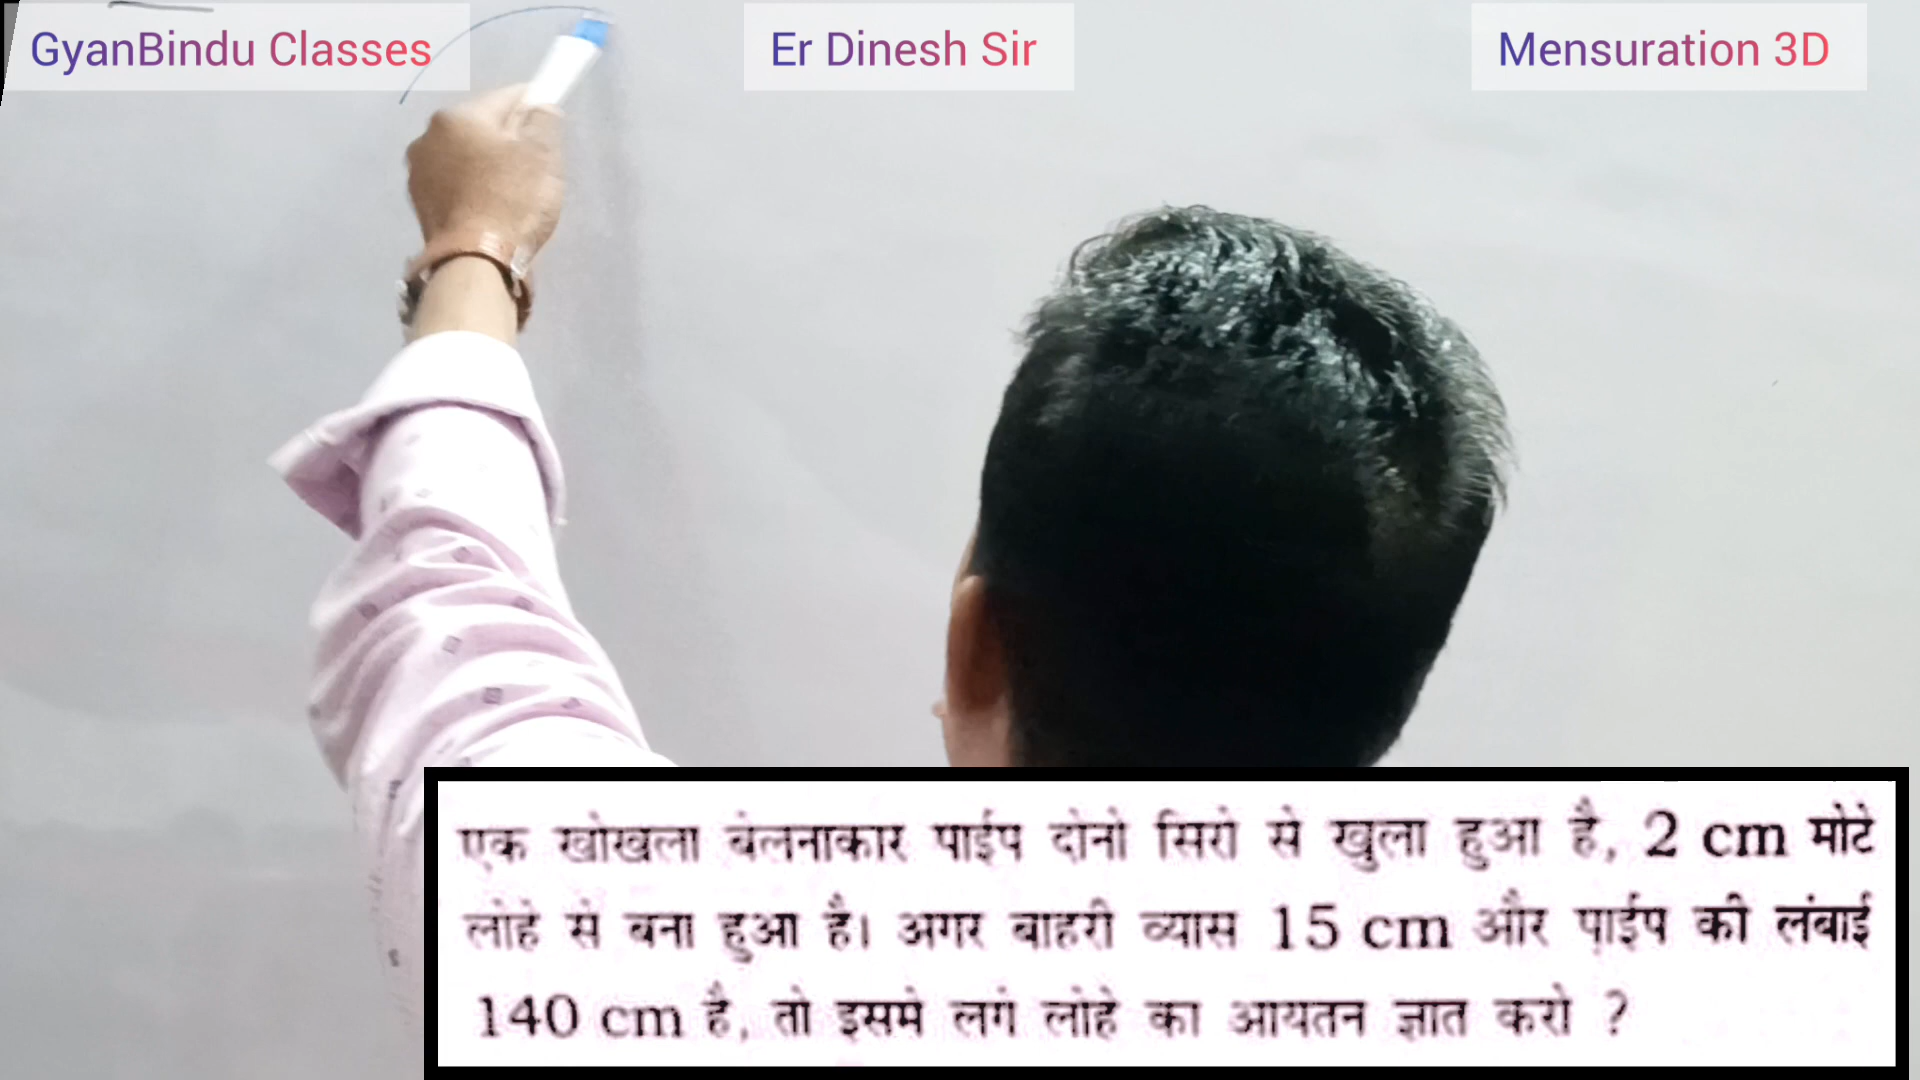 GyanBindu Classes
Er Dinesh Sir
Mensuration 3D
एक खोखला बेलनाकार पाईप दोनो सिरो से खुला हुआ है, 2 cm मोटे
लोहे से बना हुआ है। अगर बाहरी व्यास 15 cm और पाईप की लंबाई
140 cm है, तो इसमे लगे लोहे का आयतन ज्ञात करो ?